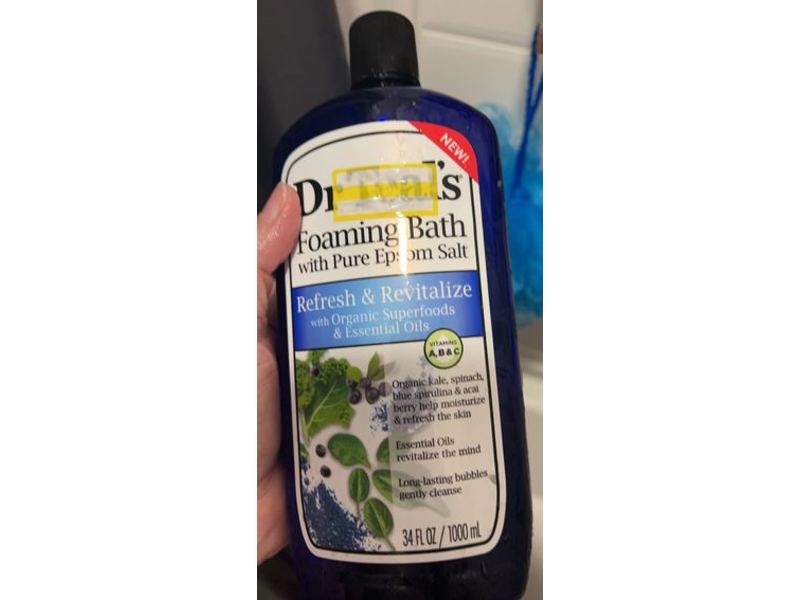 NEW!
Dr Teal's
Foaming Bath
with Pure Epsom Salt
Refresh & Revitalize
with Organic Superfoods
& Essential Oils
VITAMINS
A, B & C
Organic kale, spinach,
blue spirulina & acai
berry help moisturize
& refresh the skin
Essential Oils
revitalize the mind
Long-lasting bubbles
gently cleanse
34 FL OZ / 1000 mL